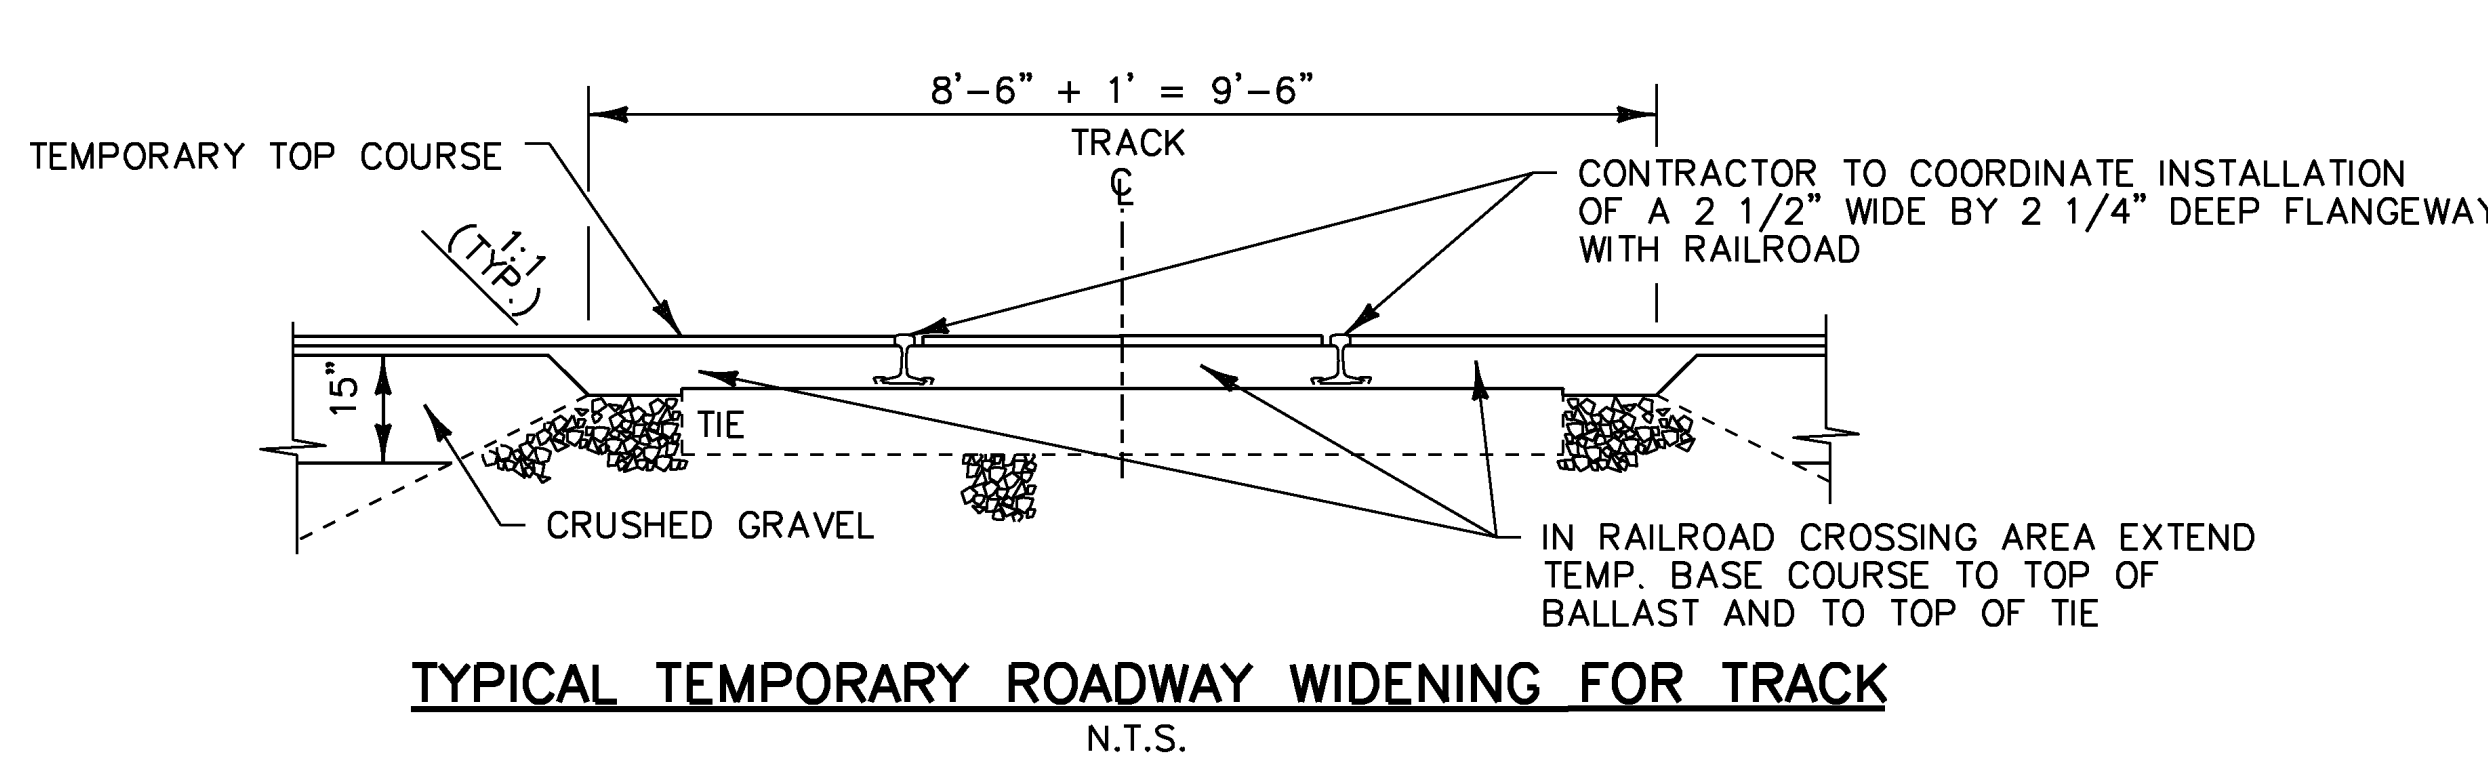 8'-6" + 1' = 9'-6"
TRACK
℄
TEMPORARY TOP COURSE
CONTRACTOR TO COORDINATE INSTALLATION
OF A 2 1/2" WIDE BY 2 1/4" DEEP FLANGEWAY
WITH RAILROAD
1:1
(TYP.)
15"
TIE
CRUSHED GRAVEL
IN RAILROAD CROSSING AREA EXTEND
TEMP. BASE COURSE TO TOP OF
BALLAST AND TO TOP OF TIE
TYPICAL TEMPORARY ROADWAY WIDENING FOR TRACK
N.T.S.